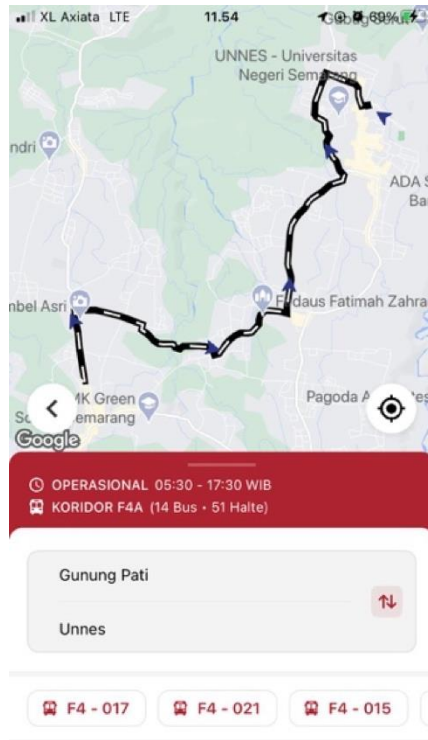 XL Axiata LTE 11.54 69%
UNNES - Universitas
Negeri Semarang
ndri
ADA S
Ba
mbel Asri
daus Fatimah Zahra
MK Green
Semarang
Pagoda
Google
OPERASIONAL 05:30 - 17:30 WIB
KORIDOR F4A (14 Bus • 51 Halte)
Gunung Pati
Unnes
F4 - 017 F4 - 021 F4 - 015